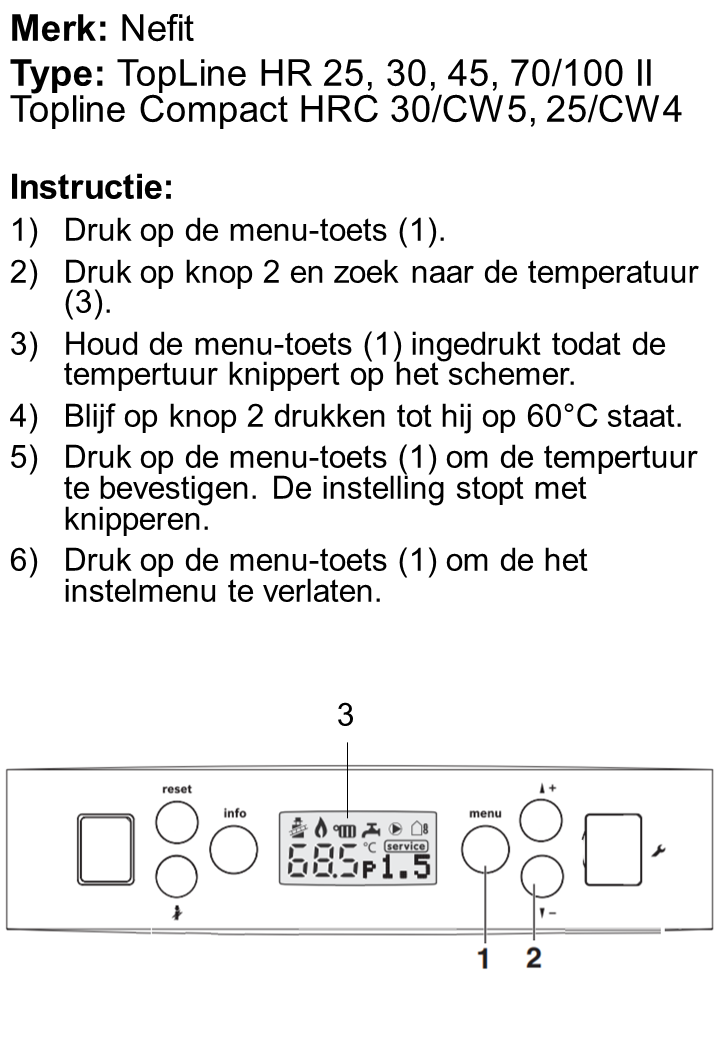 Merk: Nefit
Type: TopLine HR 25, 30, 45, 70/100 II
Topline Compact HRC 30/CW5, 25/CW4
Instructie:
1) Druk op de menu-toets (1).
2) Druk op knop 2 en zoek naar de temperatuur
(3).
3) Houd de menu-toets (1) ingedrukt todat de
tempertuur knippert op het schemer.
4) Blijf op knop 2 drukken tot hij op 60°C staat.
5) Druk op de menu-toets (1) om de tempertuur
te bevestigen. De instelling stopt met
knipperen.
6) Druk op de menu-toets (1) om de het
instelmenu te verlaten.
3
reset
info
menu
+
8
°C service
68.5 P1.5
−
1 2